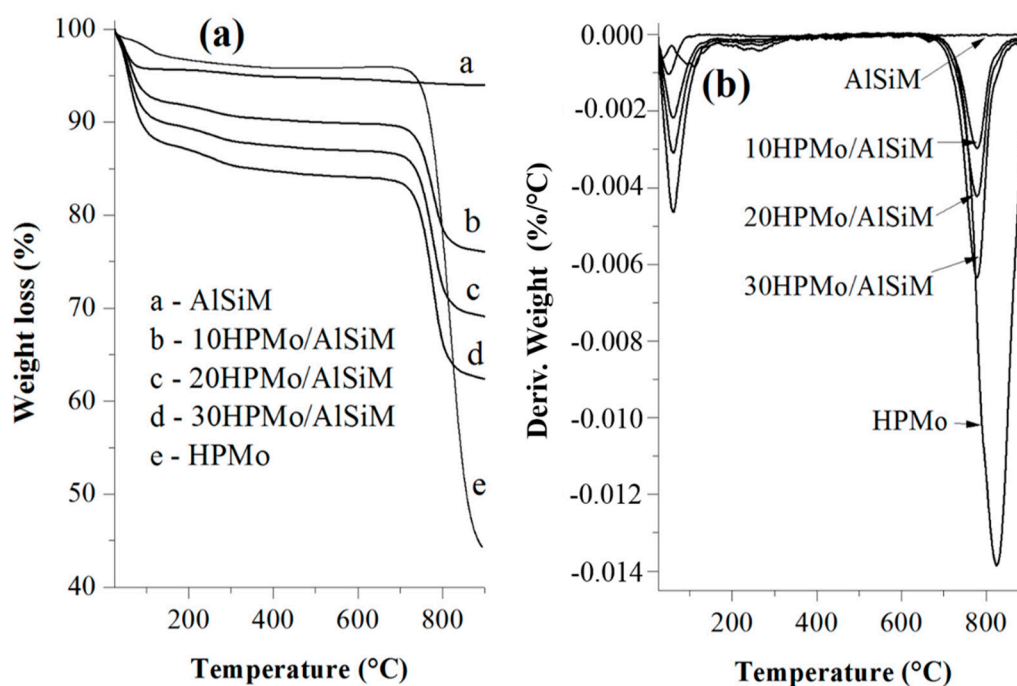 (a)
Weight loss (%)
100
90
80
70
60
50
40
a
b
c
d
e
a - AlSiM
b - 10HPMo/AlSiM
c - 20HPMo/AlSiM
d - 30HPMo/AlSiM
e - HPMo
200 400 600 800
Temperature (°C)
(b)
Deriv. Weight (%/°C)
0.000
-0.002
-0.004
-0.006
-0.008
-0.010
-0.012
-0.014
AlSiM
10HPMo/AlSiM
20HPMo/AlSiM
30HPMo/AlSiM
HPMo
200 400 600 800
Temperature (°C)